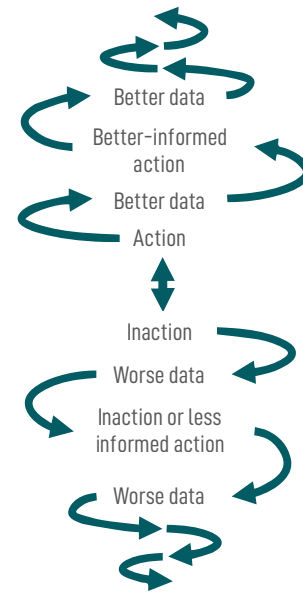 Better data
Better-informed
action
Better data
Action
Inaction
Worse data
Inaction or less
informed action
Worse data